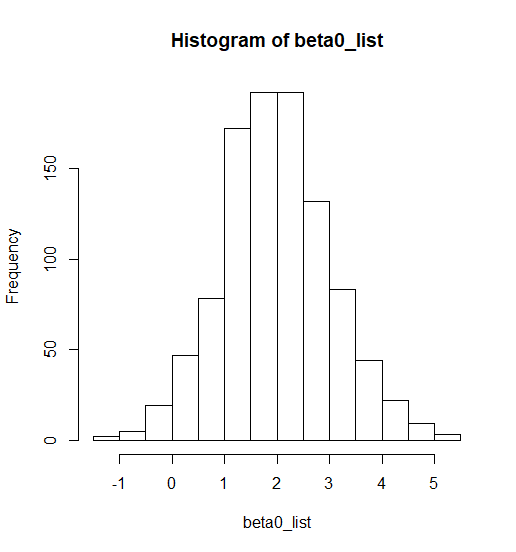 Histogram of beta0_list
150
100
50
0
Frequency
-1 0 1 2 3 4 5
beta0_list